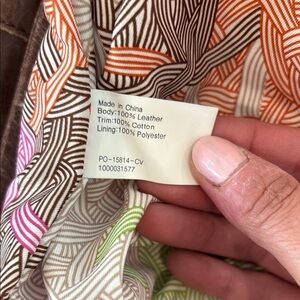 Made in China
Body:100% Leather
Trim:100% Cotton
Lining:100% Polyester
PO-15814-CV
1000031577